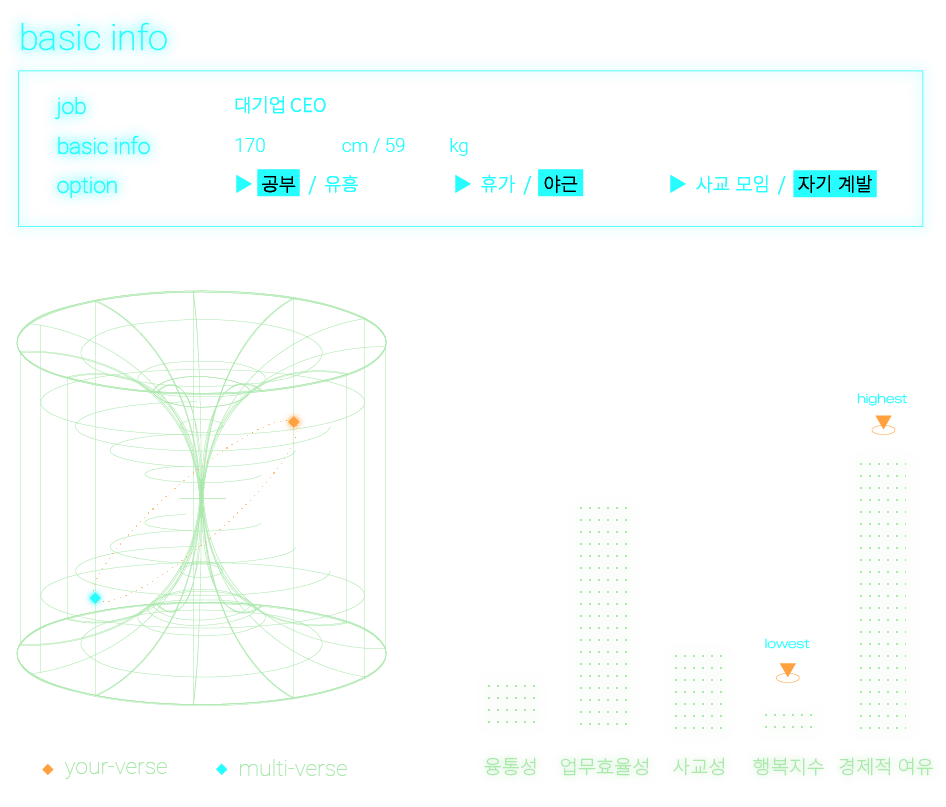 basic info
job 대기업 CEO
basic info 170 cm / 59 kg
option ▶ 공부 / 유흥 ▶ 휴가 / 야근 ▶ 사교 모임 / 자기 계발
highest
lowest
your-verse multi-verse
융통성 업무효율성 사교성 행복지수 경제적 여유